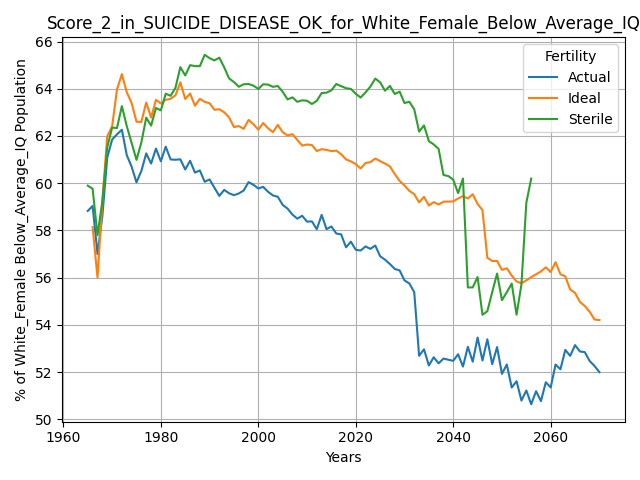 Score_2_in_SUICIDE_DISEASE_OK_for_White_Female_Below_Average_IQ
% of White_Female Below_Average_IQ Population
66
64
62
60
58
56
54
52
50
Fertility
Actual
Ideal
Sterile
1960
1980
2000
2020
2040
2060
Years